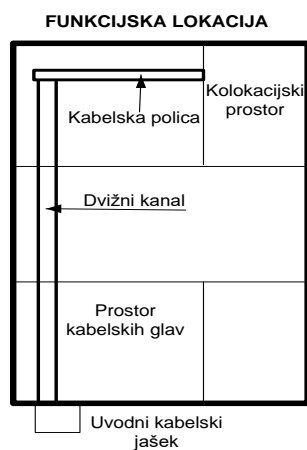 FUNKCIJSKA LOKACIJA
Kolokacijski
prostor
Kabelska polica
Dvižni kanal
Prostor
kabelskih glav
Uvodni kabelski
jašek